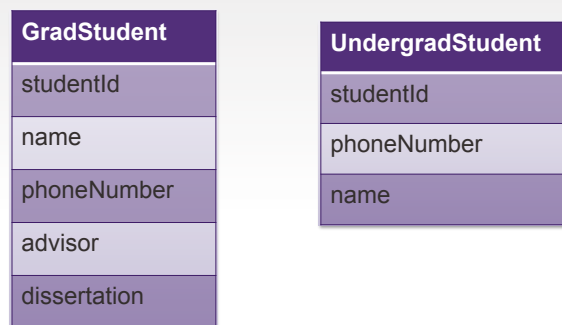 GradStudent
studentId
name
phoneNumber
advisor
dissertation
UndergradStudent
studentId
phoneNumber
name